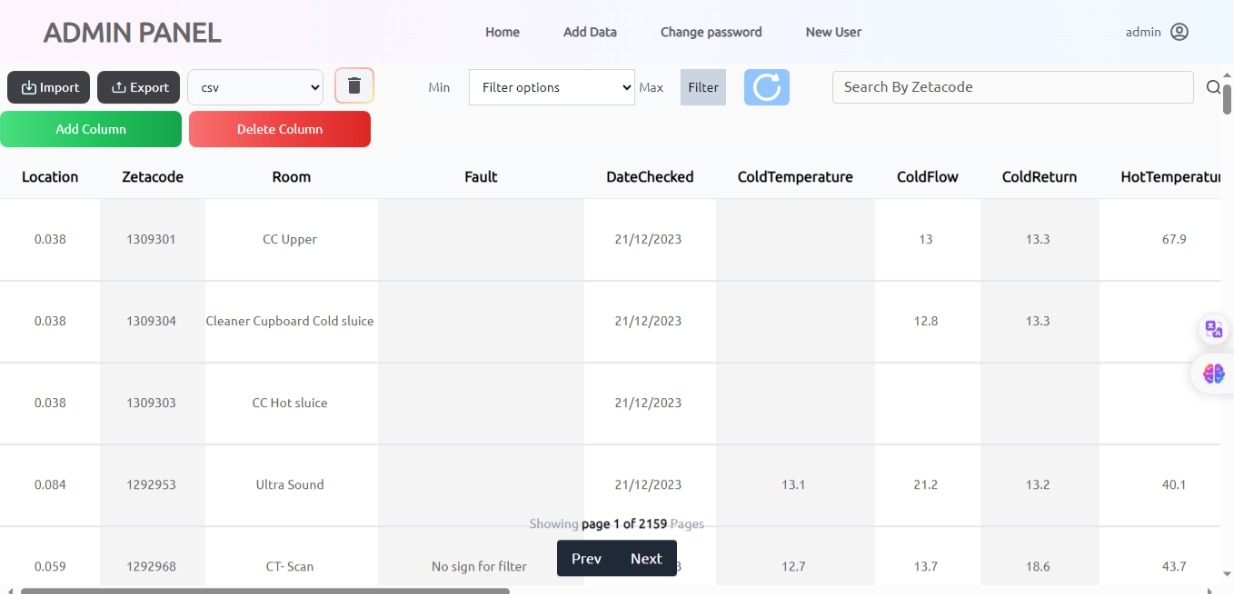 ADMIN PANEL
Home Add Data Change password New User
admin
Import Export csv Min Filter options Max Filter Search By Zetacode
Add Column Delete Column
Location Zetacode Room Fault DateChecked ColdTemperature ColdFlow ColdReturn HotTemperatur
0.038 1309301 CC Upper 21/12/2023 13 13.3 67.9
0.038 1309304 Cleaner Cupboard Cold sluice 21/12/2023 12.8 13.3
0.038 1309303 CC Hot sluice 21/12/2023
0.084 1292953 Ultra Sound 21/12/2023 13.1 21.2 13.2 40.1
Showing page 1 of 2159 Pages
0.059 1292968 CT- Scan No sign for filter 3 12.7 13.7 18.6 43.7
Prev Next